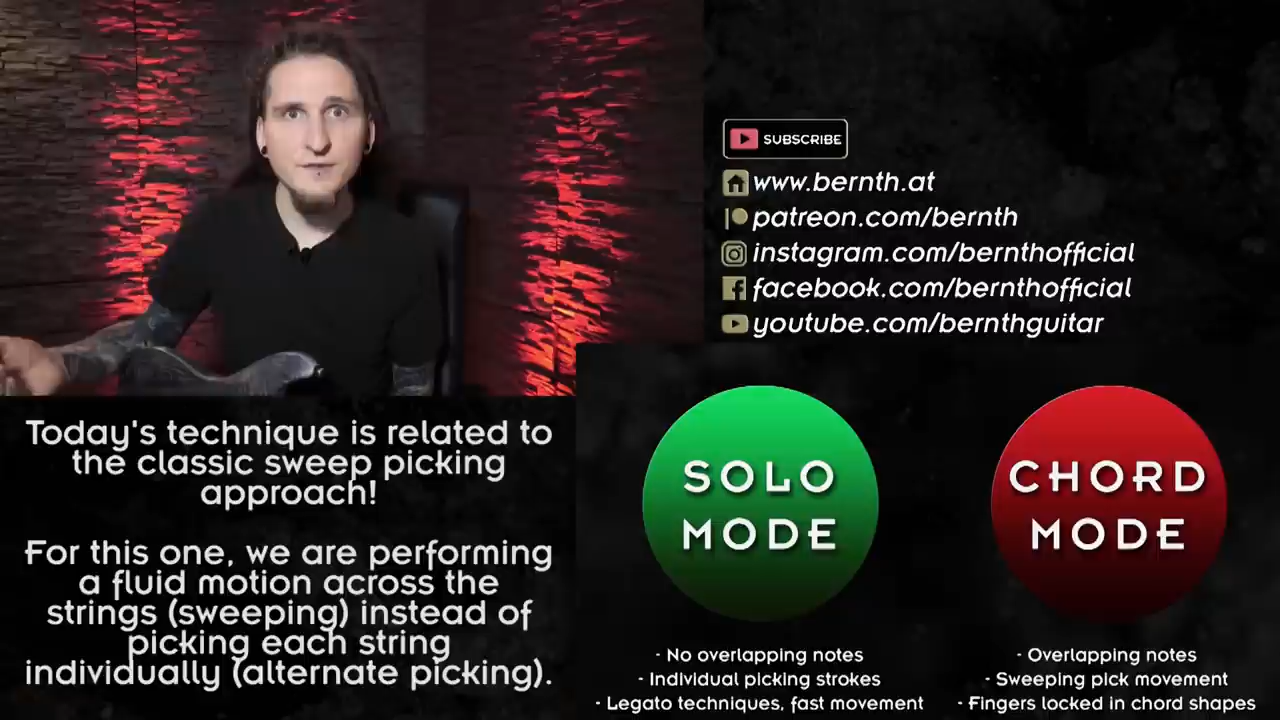 SUBSCRIBE
www.bernth.at
patreon.com/bernth
instagram.com/bernthofficial
facebook.com/bernthofficial
youtube.com/bernthguitar
Today's technique is related to
the classic sweep picking
approach!
For this one, we are performing
a fluid motion across the
strings (sweeping) instead of
picking each string
individually (alternate picking).
SOLO
MODE
- No overlapping notes
- Individual picking strokes
- Legato techniques, fast movement
CHORD
MODE
- Overlapping notes
- Sweeping pick movement
- Fingers locked in chord shapes